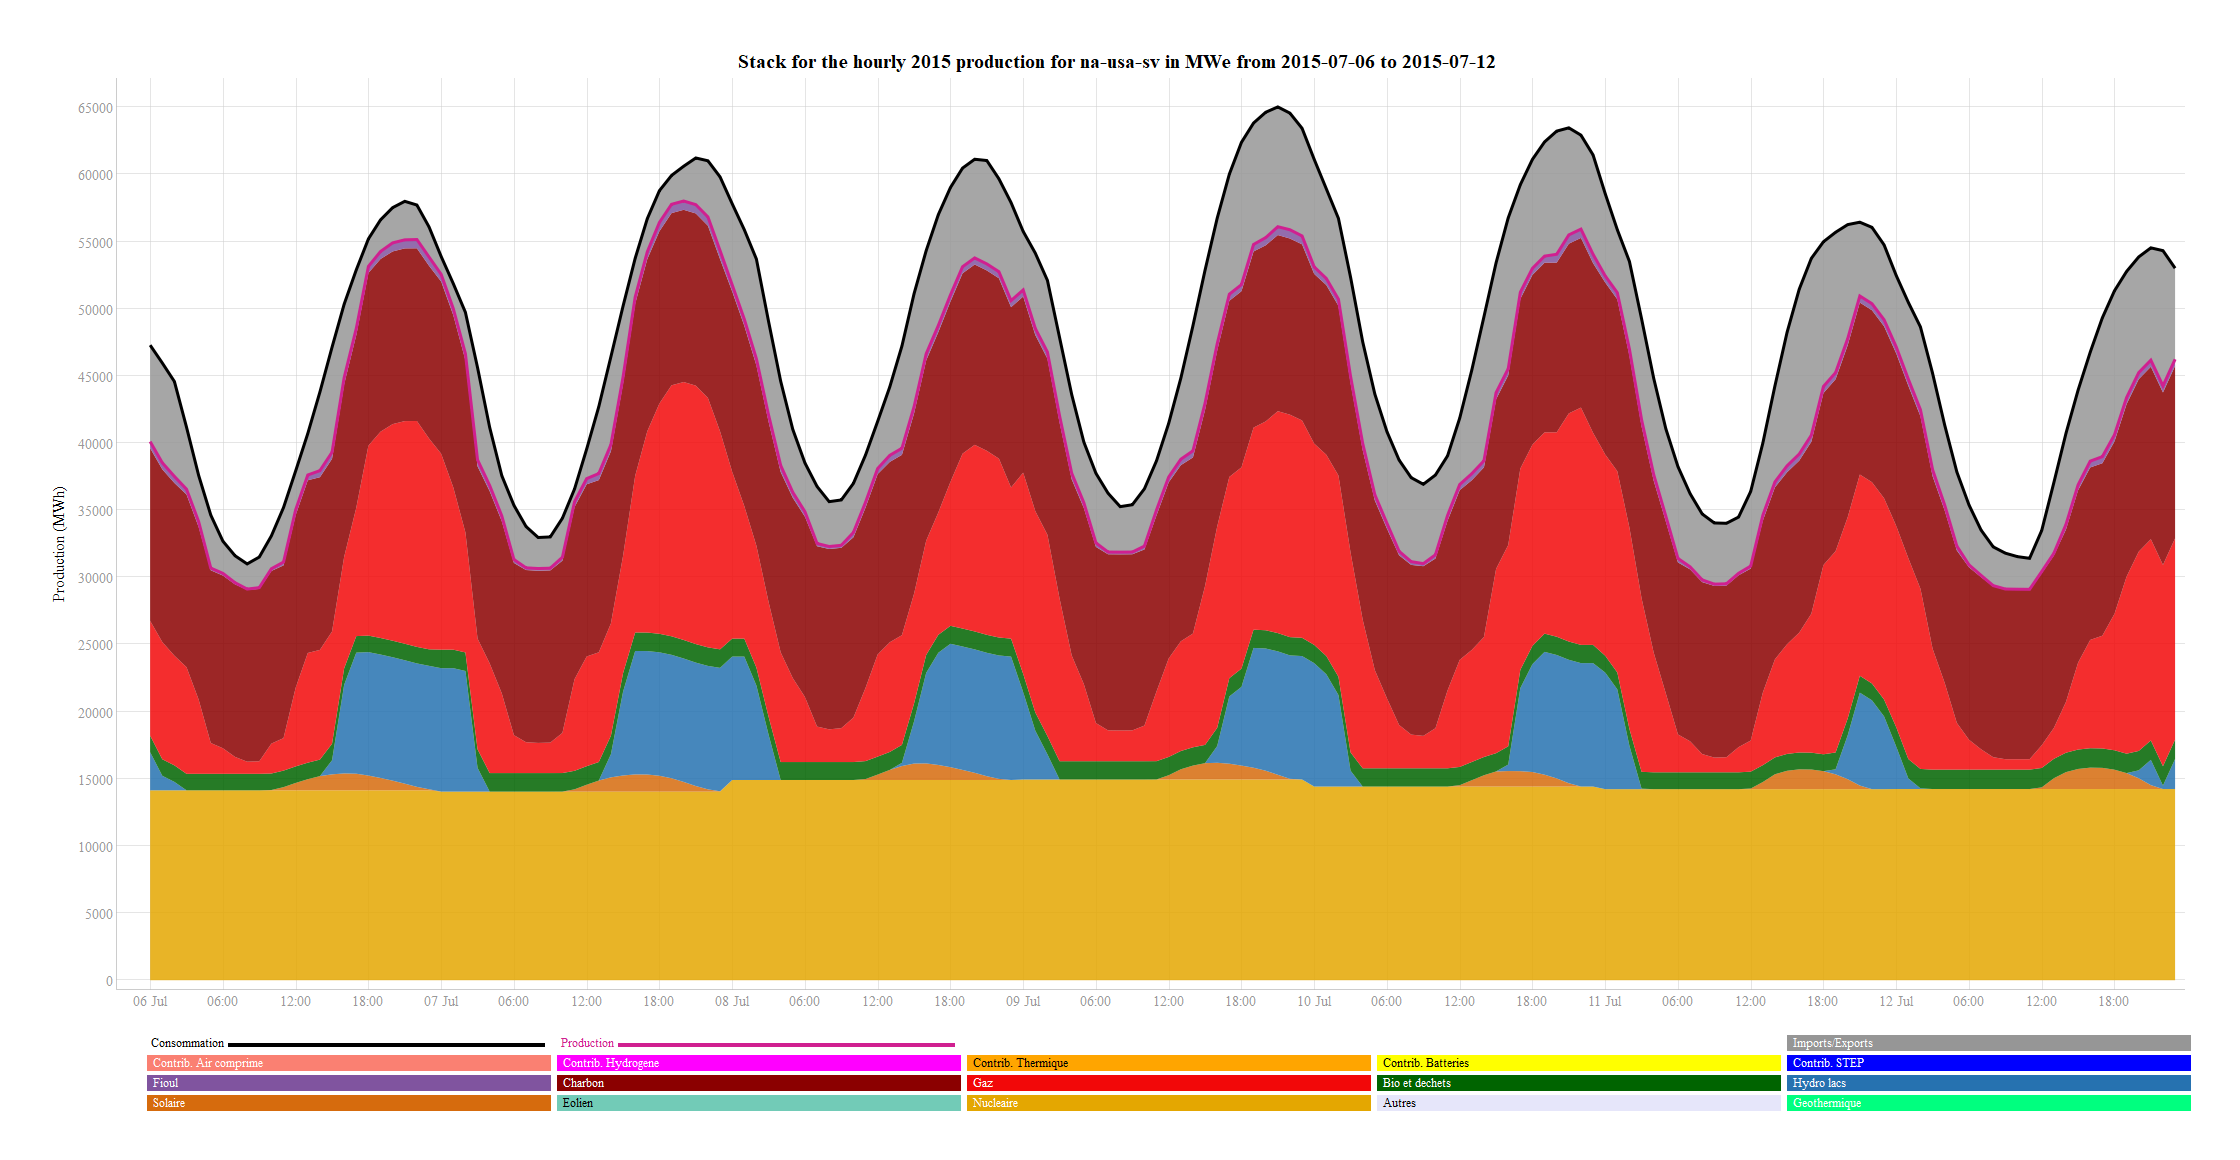 Stack for the hourly 2015 production for na-usa-sv in MWe from 2015-07-06 to 2015-07-12
Production (MWh)
65000
60000
55000
50000
45000
40000
35000
30000
25000
20000
15000
10000
5000
0
06 Jul 06:00 12:00 18:00 07 Jul 06:00 12:00 18:00 08 Jul 06:00 12:00 18:00 09 Jul 06:00 12:00 18:00 10 Jul 06:00 12:00 18:00 11 Jul 06:00 12:00 18:00 12 Jul 06:00 12:00 18:00
Consommation Production Imports/Exports
Contrib. Air comprime Contrib. Hydrogene Contrib. Thermique Contrib. Batteries Contrib. STEP
Fioul Charbon Gaz Bio et dechets Hydro lacs
Solaire Eolien Nucleaire Autres Geothermique